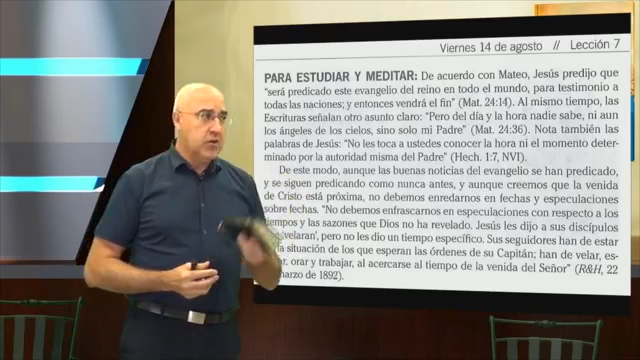 Viernes 14 de agosto // Lección 7
PARA ESTUDIAR Y MEDITAR: De acuerdo con Mateo, Jesús predijo que
"será predicado este evangelio del reino en todo el mundo, para testimonio a
todas las naciones; y entonces vendrá el fin" (Mat. 24:14). Al mismo tiempo, las
Escrituras señalan otro asunto claro: "Pero del día y la hora nadie sabe, ni aun
los ángeles de los cielos, sino solo mi Padre" (Mat. 24:36). Nota también las
palabras de Jesús: "No les toca a ustedes conocer la hora ni el momento deter-
minado por la autoridad misma del Padre" (Hech. 1:7, NVI).
De este modo, aunque las buenas noticias del evangelio se han predicado,
y se siguen predicando como nunca antes, y aunque creemos que la venida
de Cristo está próxima, no debemos enredarnos en fechas y especulaciones
sobre fechas. "No debemos enfrascarnos en especulaciones con respecto a los
tiempos y las sazones que Dios no ha revelado. Jesús les dijo a sus discípulos
'velaran', pero no les dio un tiempo específico. Sus seguidores han de estar
la situación de los que esperan las órdenes de su Capitán; han de velar, es-
orar y trabajar, al acercarse al tiempo de la venida del Señor" (R&H, 22
marzo de 1892).